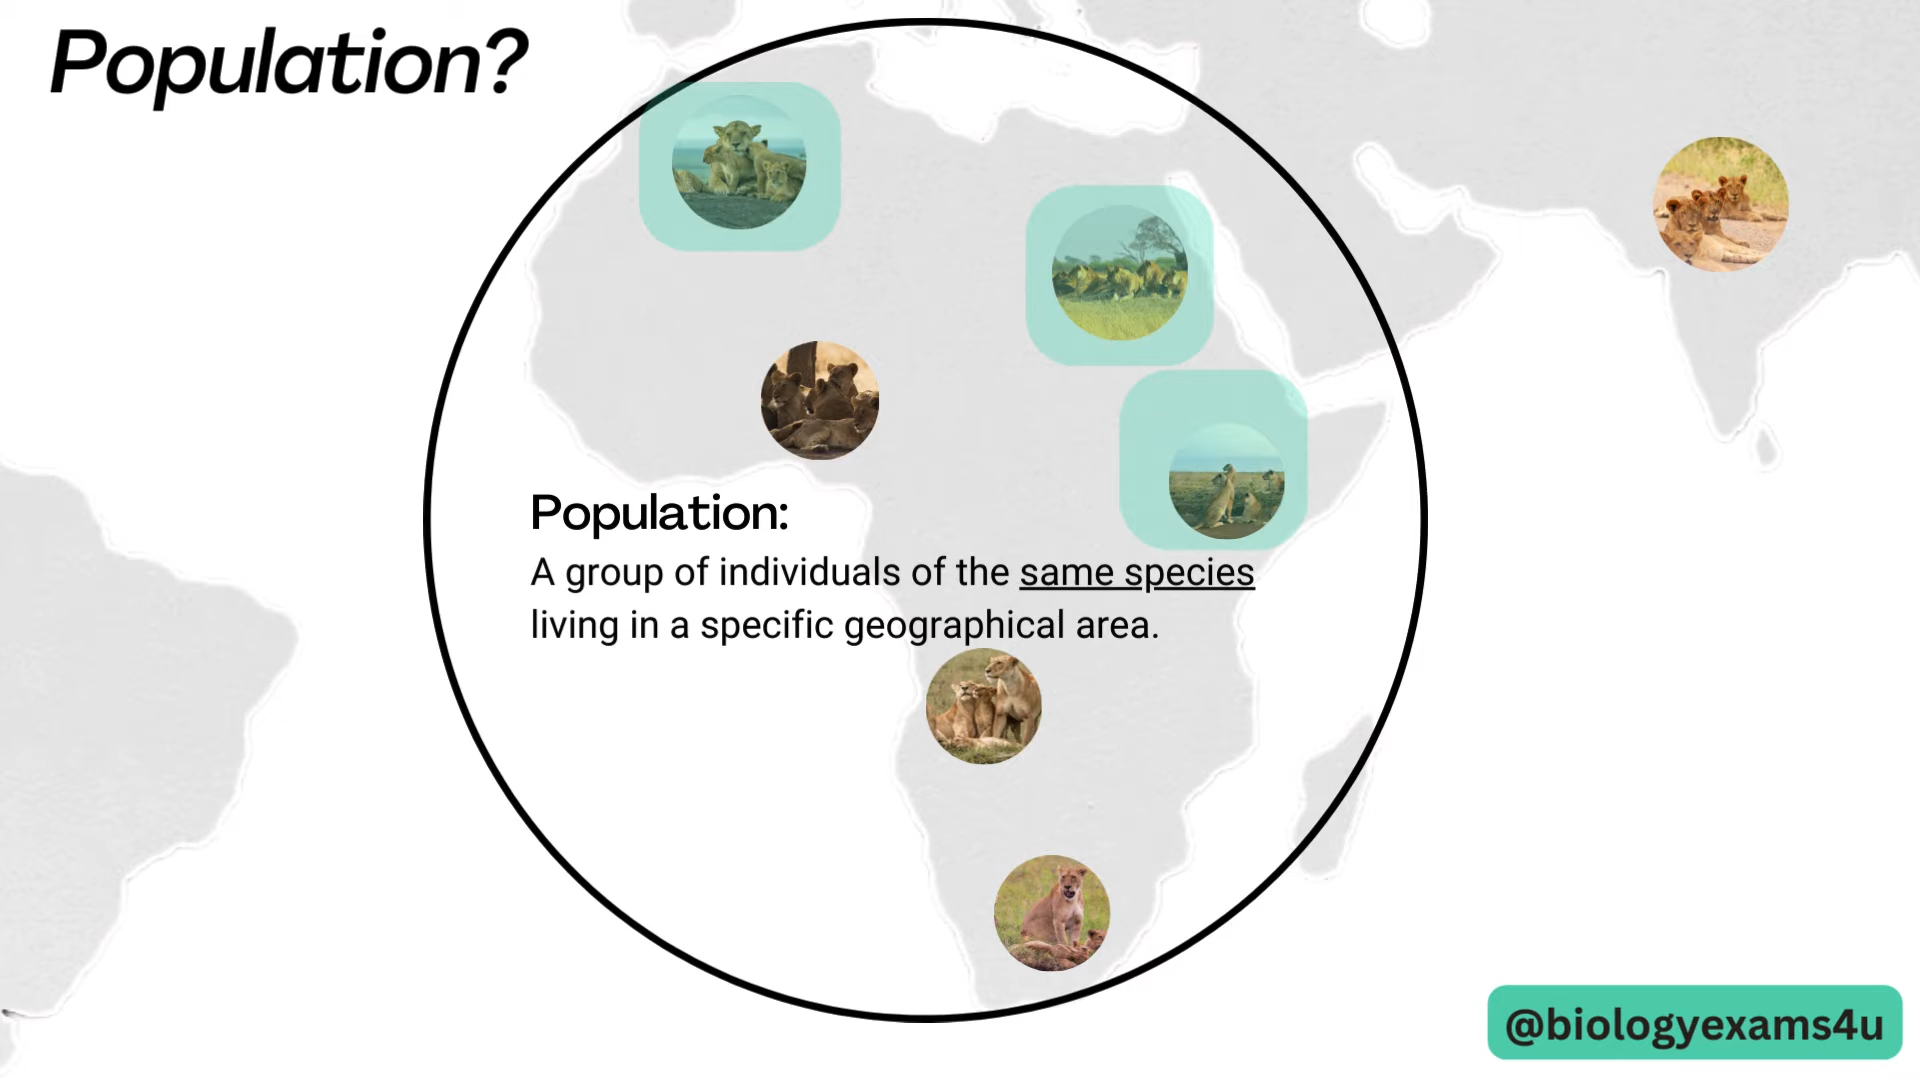 Population?
Population:
A group of individuals of the same species
living in a specific geographical area.
@biologyexams4u